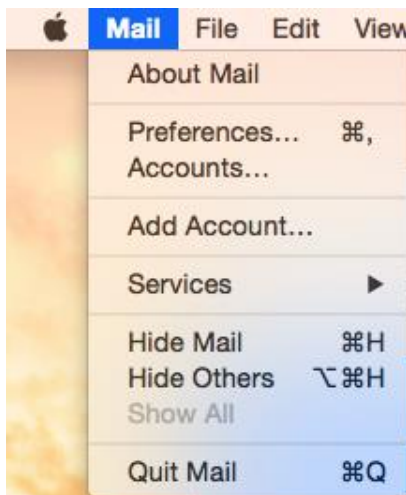 Mail File Edit View
About Mail
Preferences... ⌘,
Accounts...
Add Account...
Services ▶
Hide Mail ⌘H
Hide Others ⌥⌘H
Show All
Quit Mail ⌘Q